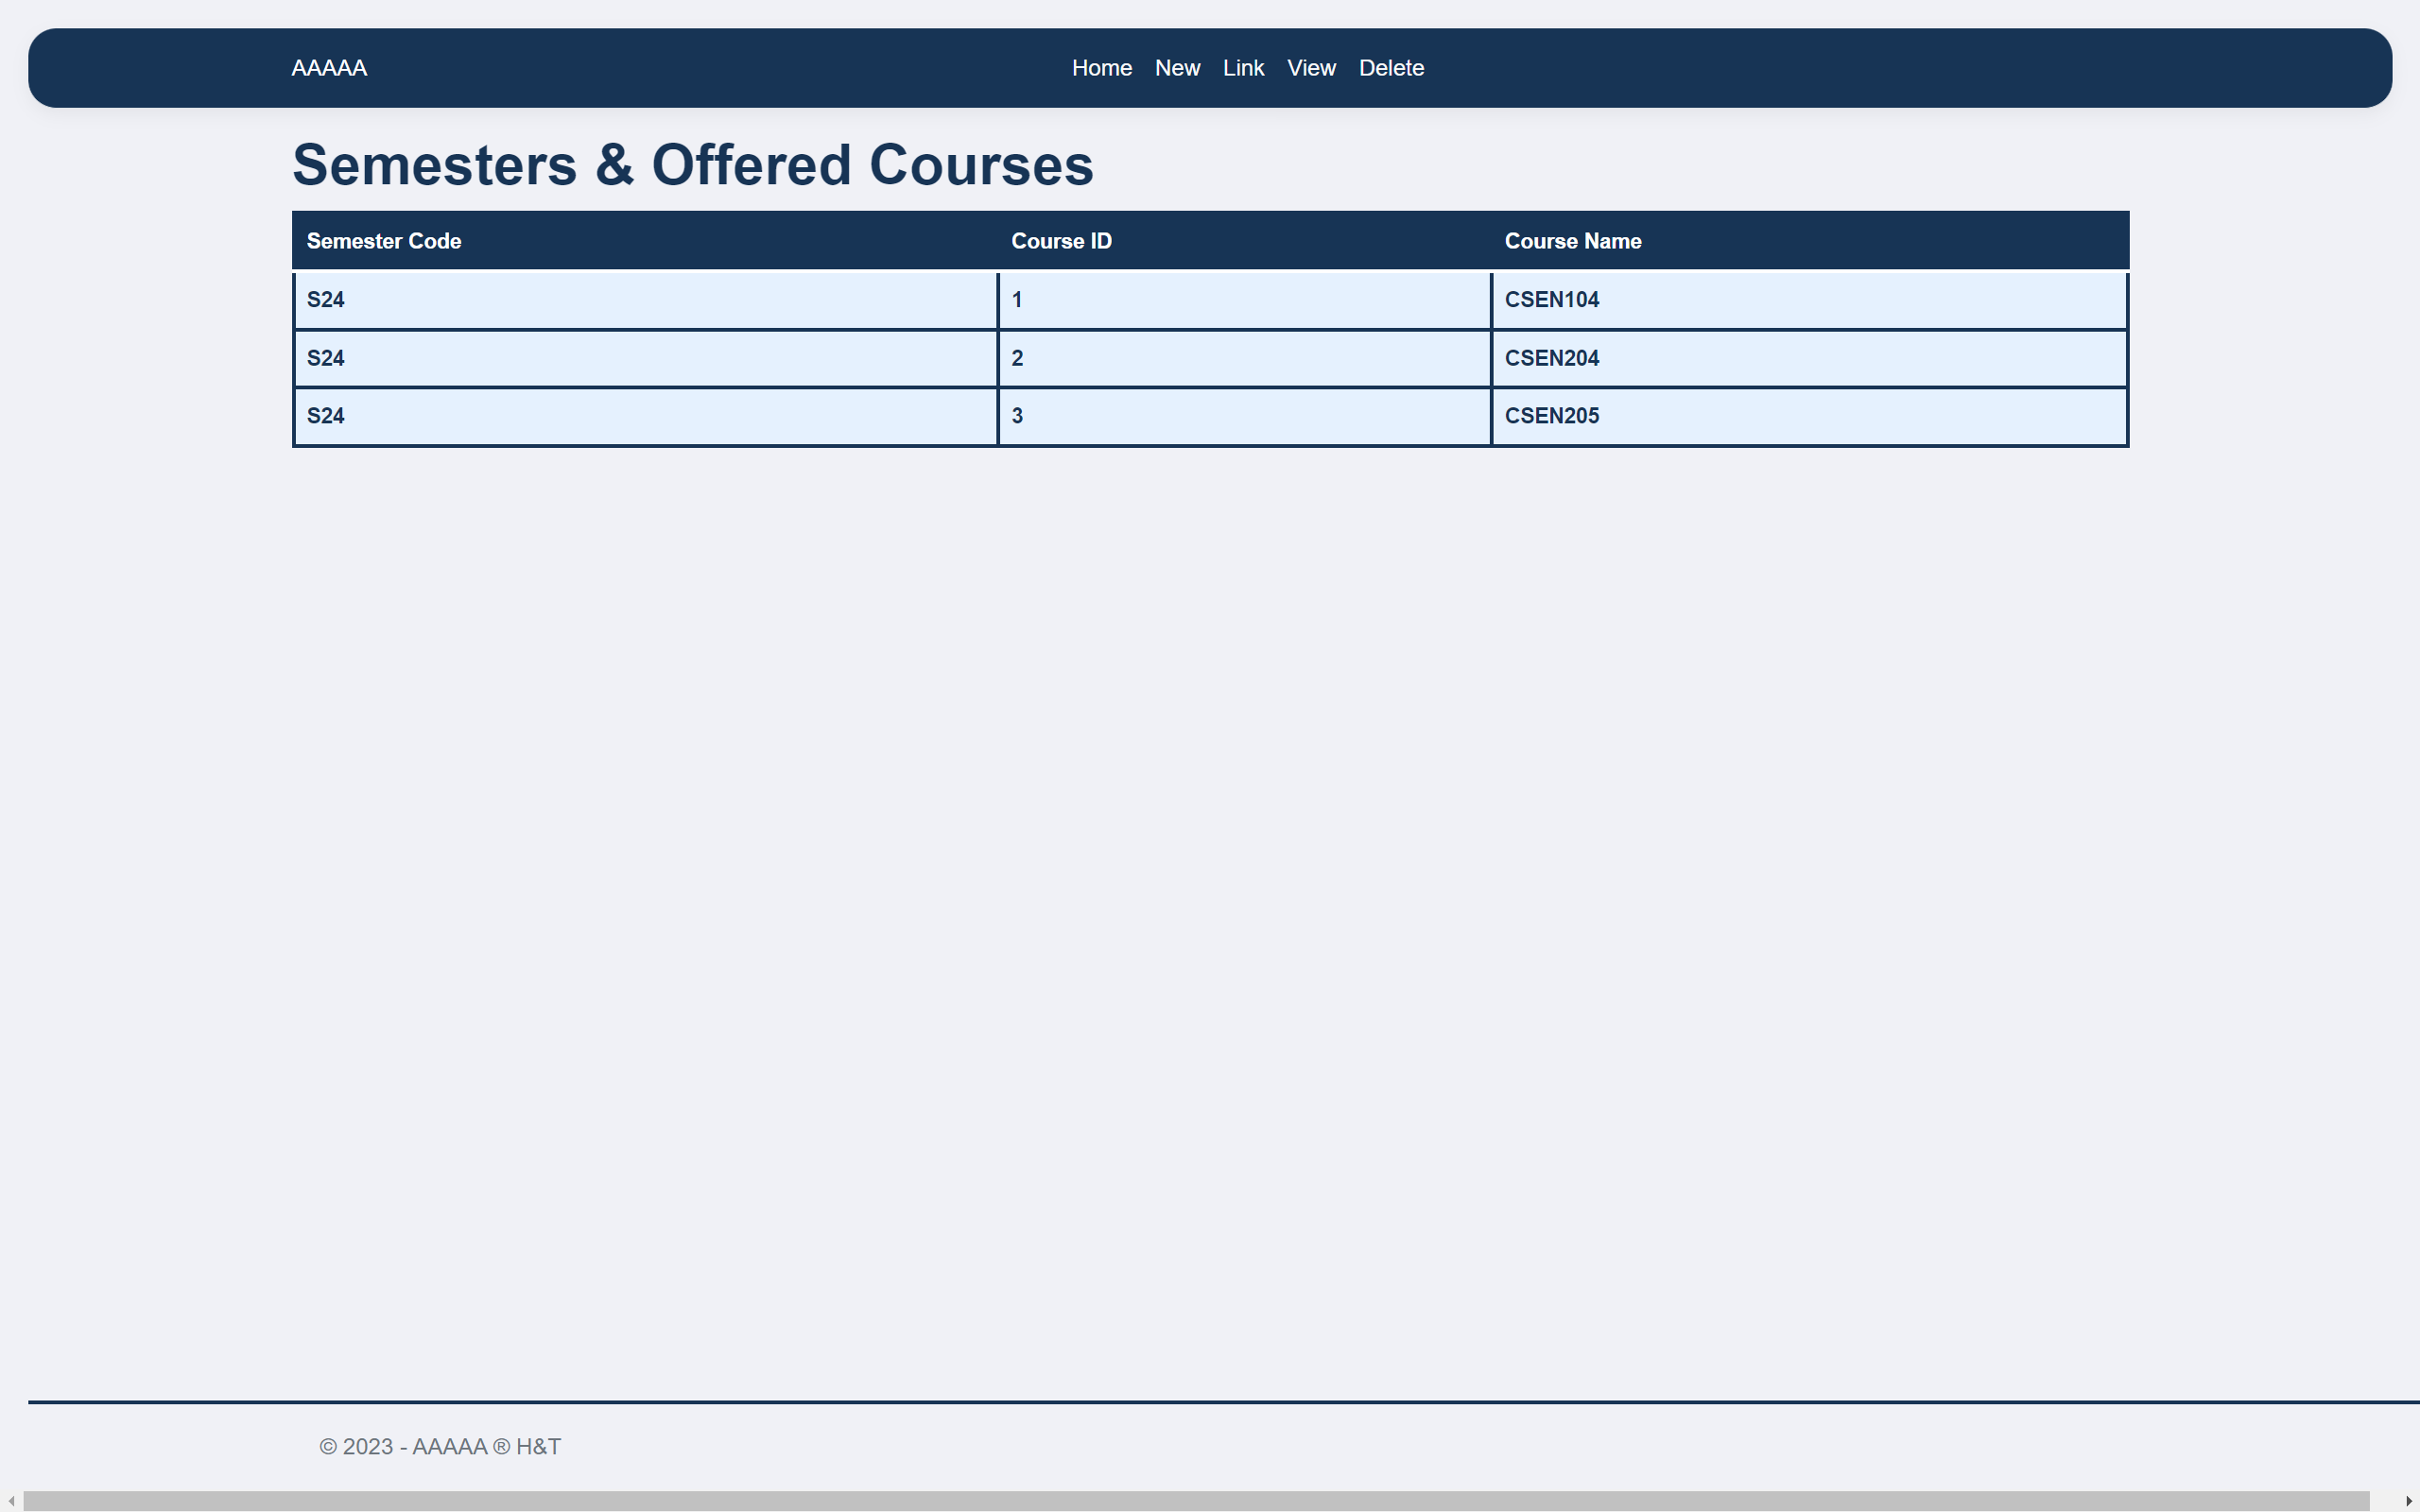 AAAAA Home New Link View Delete
Semesters & Offered Courses
Semester Code Course ID Course Name
S24 1 CSEN104
S24 2 CSEN204
S24 3 CSEN205
© 2023 - AAAAA ® H&T